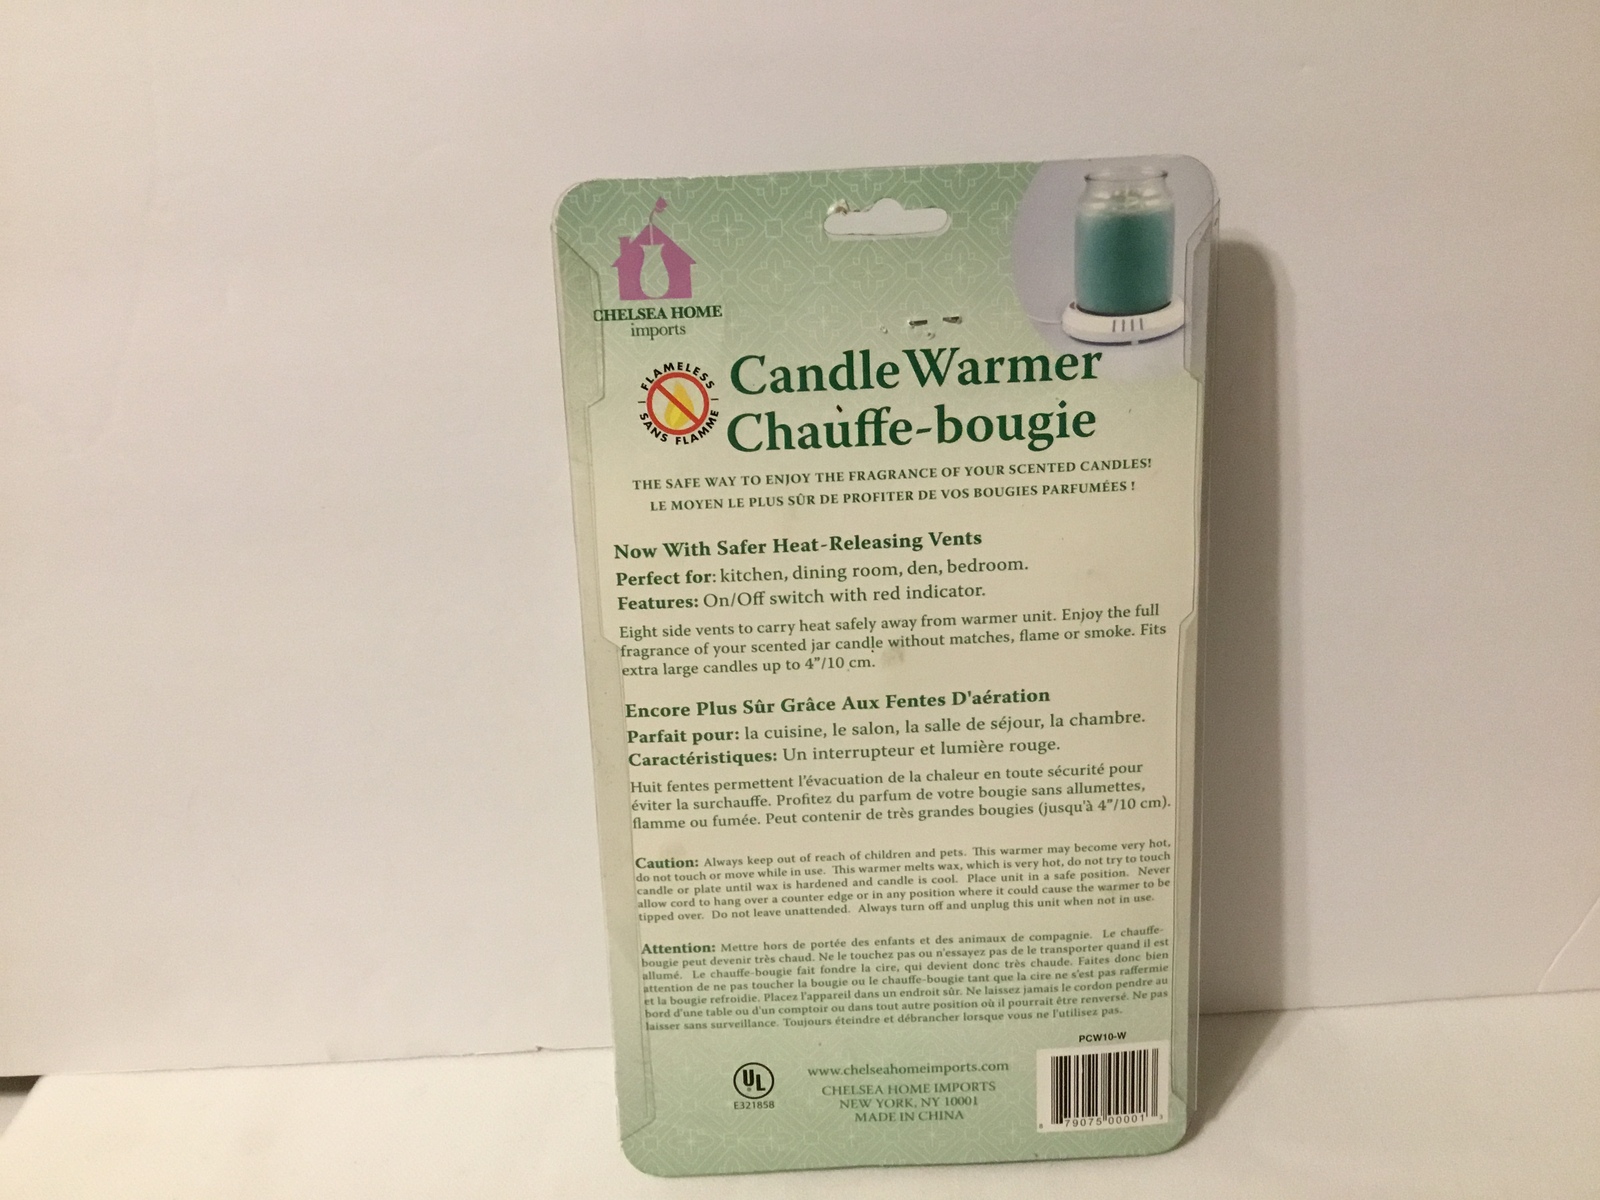 CHELSEA HOME
imports
FLAMELESS
SANS FLAMME
Candle Warmer
Chauffe-bougie
THE SAFE WAY TO ENJOY THE FRAGRANCE OF YOUR SCENTED CANDLES!
LE MOYEN LE PLUS SÛR DE PROFITER DE VOS BOUGIES PARFUMÉES !
Now With Safer Heat-Releasing Vents
Perfect for: kitchen, dining room, den, bedroom.
Features: On/Off switch with red indicator.
Eight side vents to carry heat safely away from warmer unit. Enjoy the full
fragrance of your scented jar candle without matches, flame or smoke. Fits
extra large candles up to 4”/10 cm.
Encore Plus Sûr Grâce Aux Fentes D'aération
Parfait pour: la cuisine, le salon, la salle de séjour, la chambre.
Caractéristiques: Un interrupteur et lumière rouge.
Huit fentes permettent l'évacuation de la chaleur en toute sécurité pour
éviter la surchauffe. Profitez du parfum de votre bougie sans allumettes,
flamme ou fumée. Peut contenir de très grandes bougies (jusqu'à 4”/10 cm).
Caution: Always keep out of reach of children and pets. This warmer may become very hot,
do not touch or move while in use. This warmer melts wax, which is very hot, do not try to touch
candle or plate until wax is hardened and candle is cool. Place unit in a safe position. Never
allow cord to hang over a counter edge or in any position where it could cause the warmer to be
tipped over. Do not leave unattended. Always turn off and unplug this unit when not in use.
Attention: Mettre hors de portée des enfants et des animaux de compagnie. Le chauffe-
bougie peut devenir très chaud. Ne le touchez pas ou n'essayez pas de le transporter quand il est
allumé. Le chauffe-bougie fait fondre la cire, qui devient donc très chaude. Faites donc bien
attention de ne pas toucher la bougie ou le chauffe-bougie tant que la cire ne s'est pas raffermie
et la bougie refroidie. Placez l'appareil dans un endroit sûr. Ne laissez jamais le cordon pendre au
bord d'une table ou d'un comptoir ou dans tout autre position où il pourrait être renversé. Ne pas
laisser sans surveillance. Toujours éteindre et débrancher lorsque vous ne l'utilisez pas.
PCW10-W
UL
E321858
www.chelseahomeimports.com
CHELSEA HOME IMPORTS
NEW YORK, NY 10001
MADE IN CHINA
8 79075 00001 3